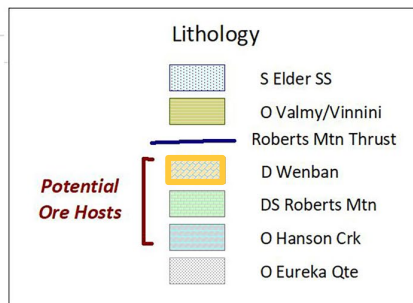 Lithology
S Elder SS
O Valmy/Vinnini
Roberts Mtn Thrust
D Wenban
Potential
Ore Hosts
DS Roberts Mtn
O Hanson Crk
O Eureka Qte